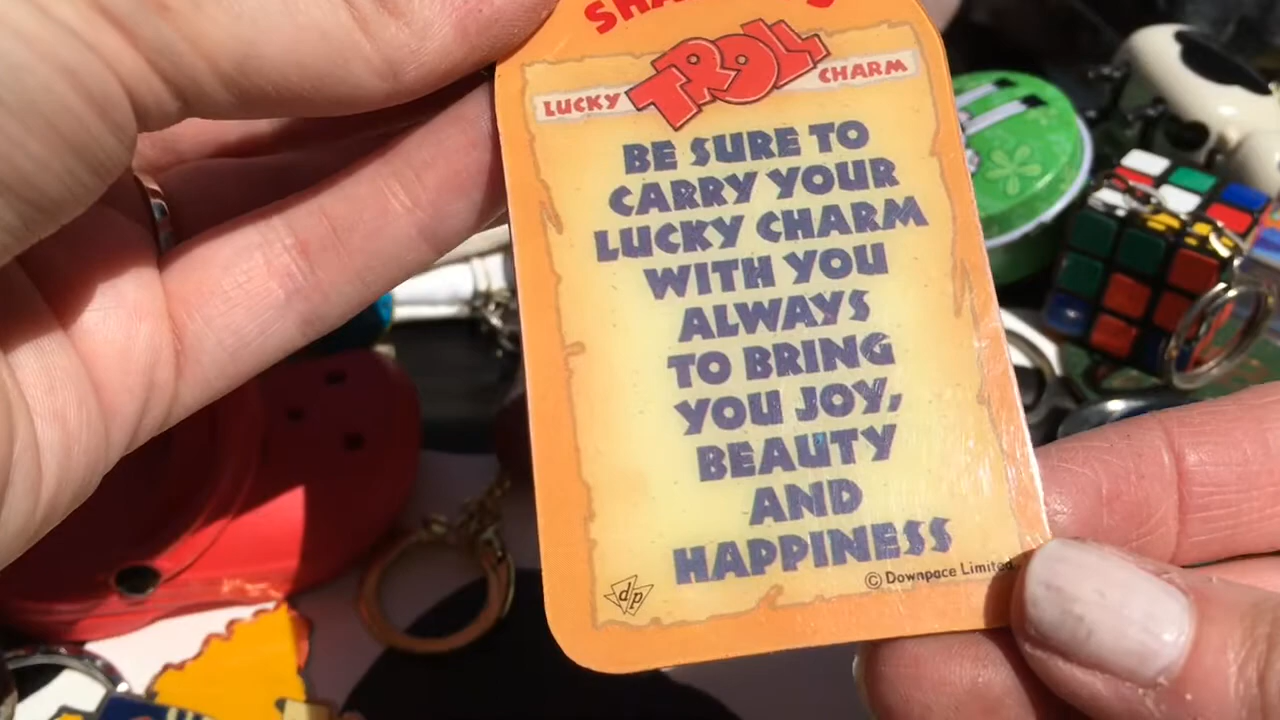 LUCKY TROLL CHARM
BE SURE TO
CARRY YOUR
LUCKY CHARM
WITH YOU
ALWAYS
TO BRING
YOU JOY,
BEAUTY
AND
HAPPINESS
dp
© Downpace Limited